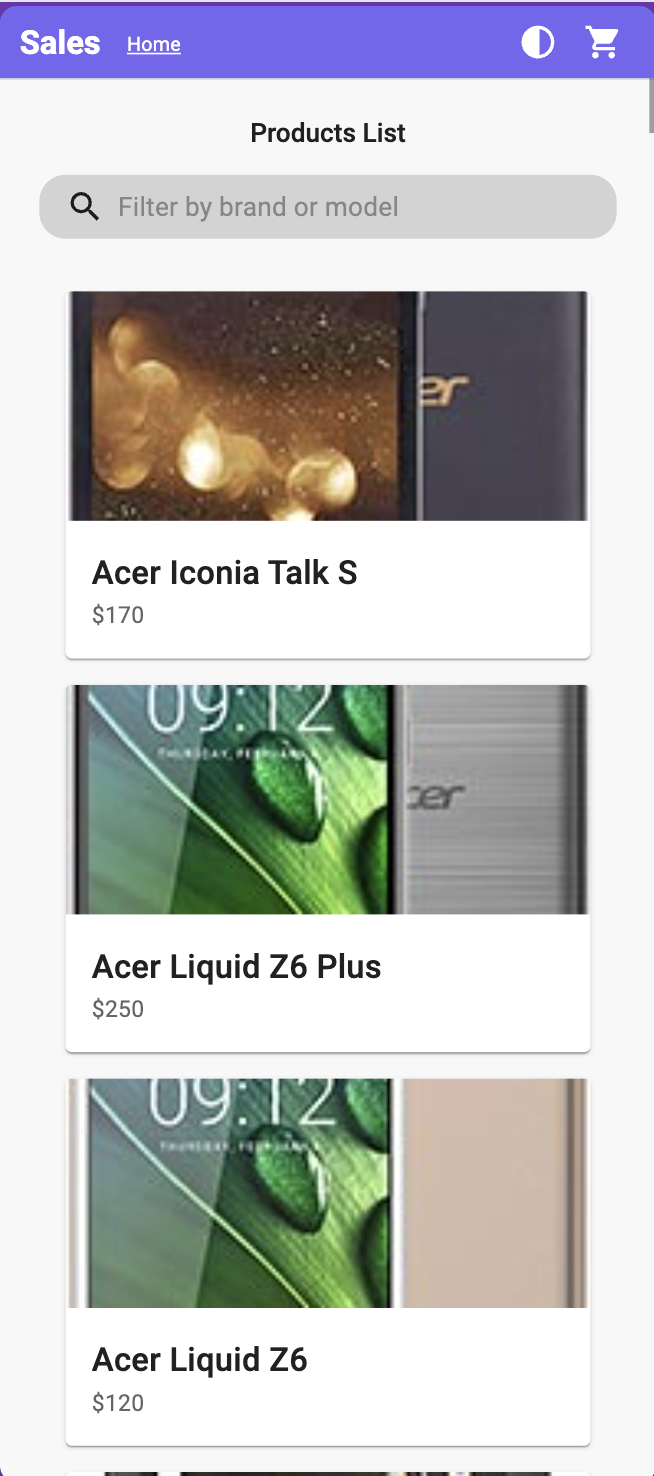 Sales Home
Products List
Filter by brand or model
er
Acer Iconia Talk S
$170
09:12
THURSDAY, FEBRUARY
cer
Acer Liquid Z6 Plus
$250
09:12
THURSDAY, FEBRUARY
Acer Liquid Z6
$120